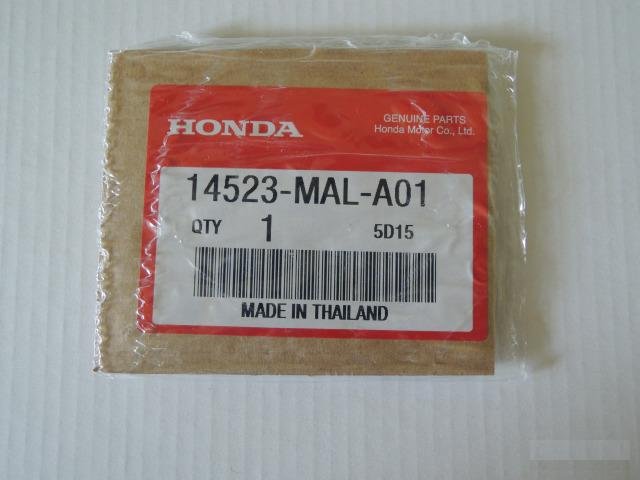 HONDA
GENUINE PARTS
Honda Motor Co., Ltd.
14523-MAL-A01
QTY 1 5D15
MADE IN THAILAND